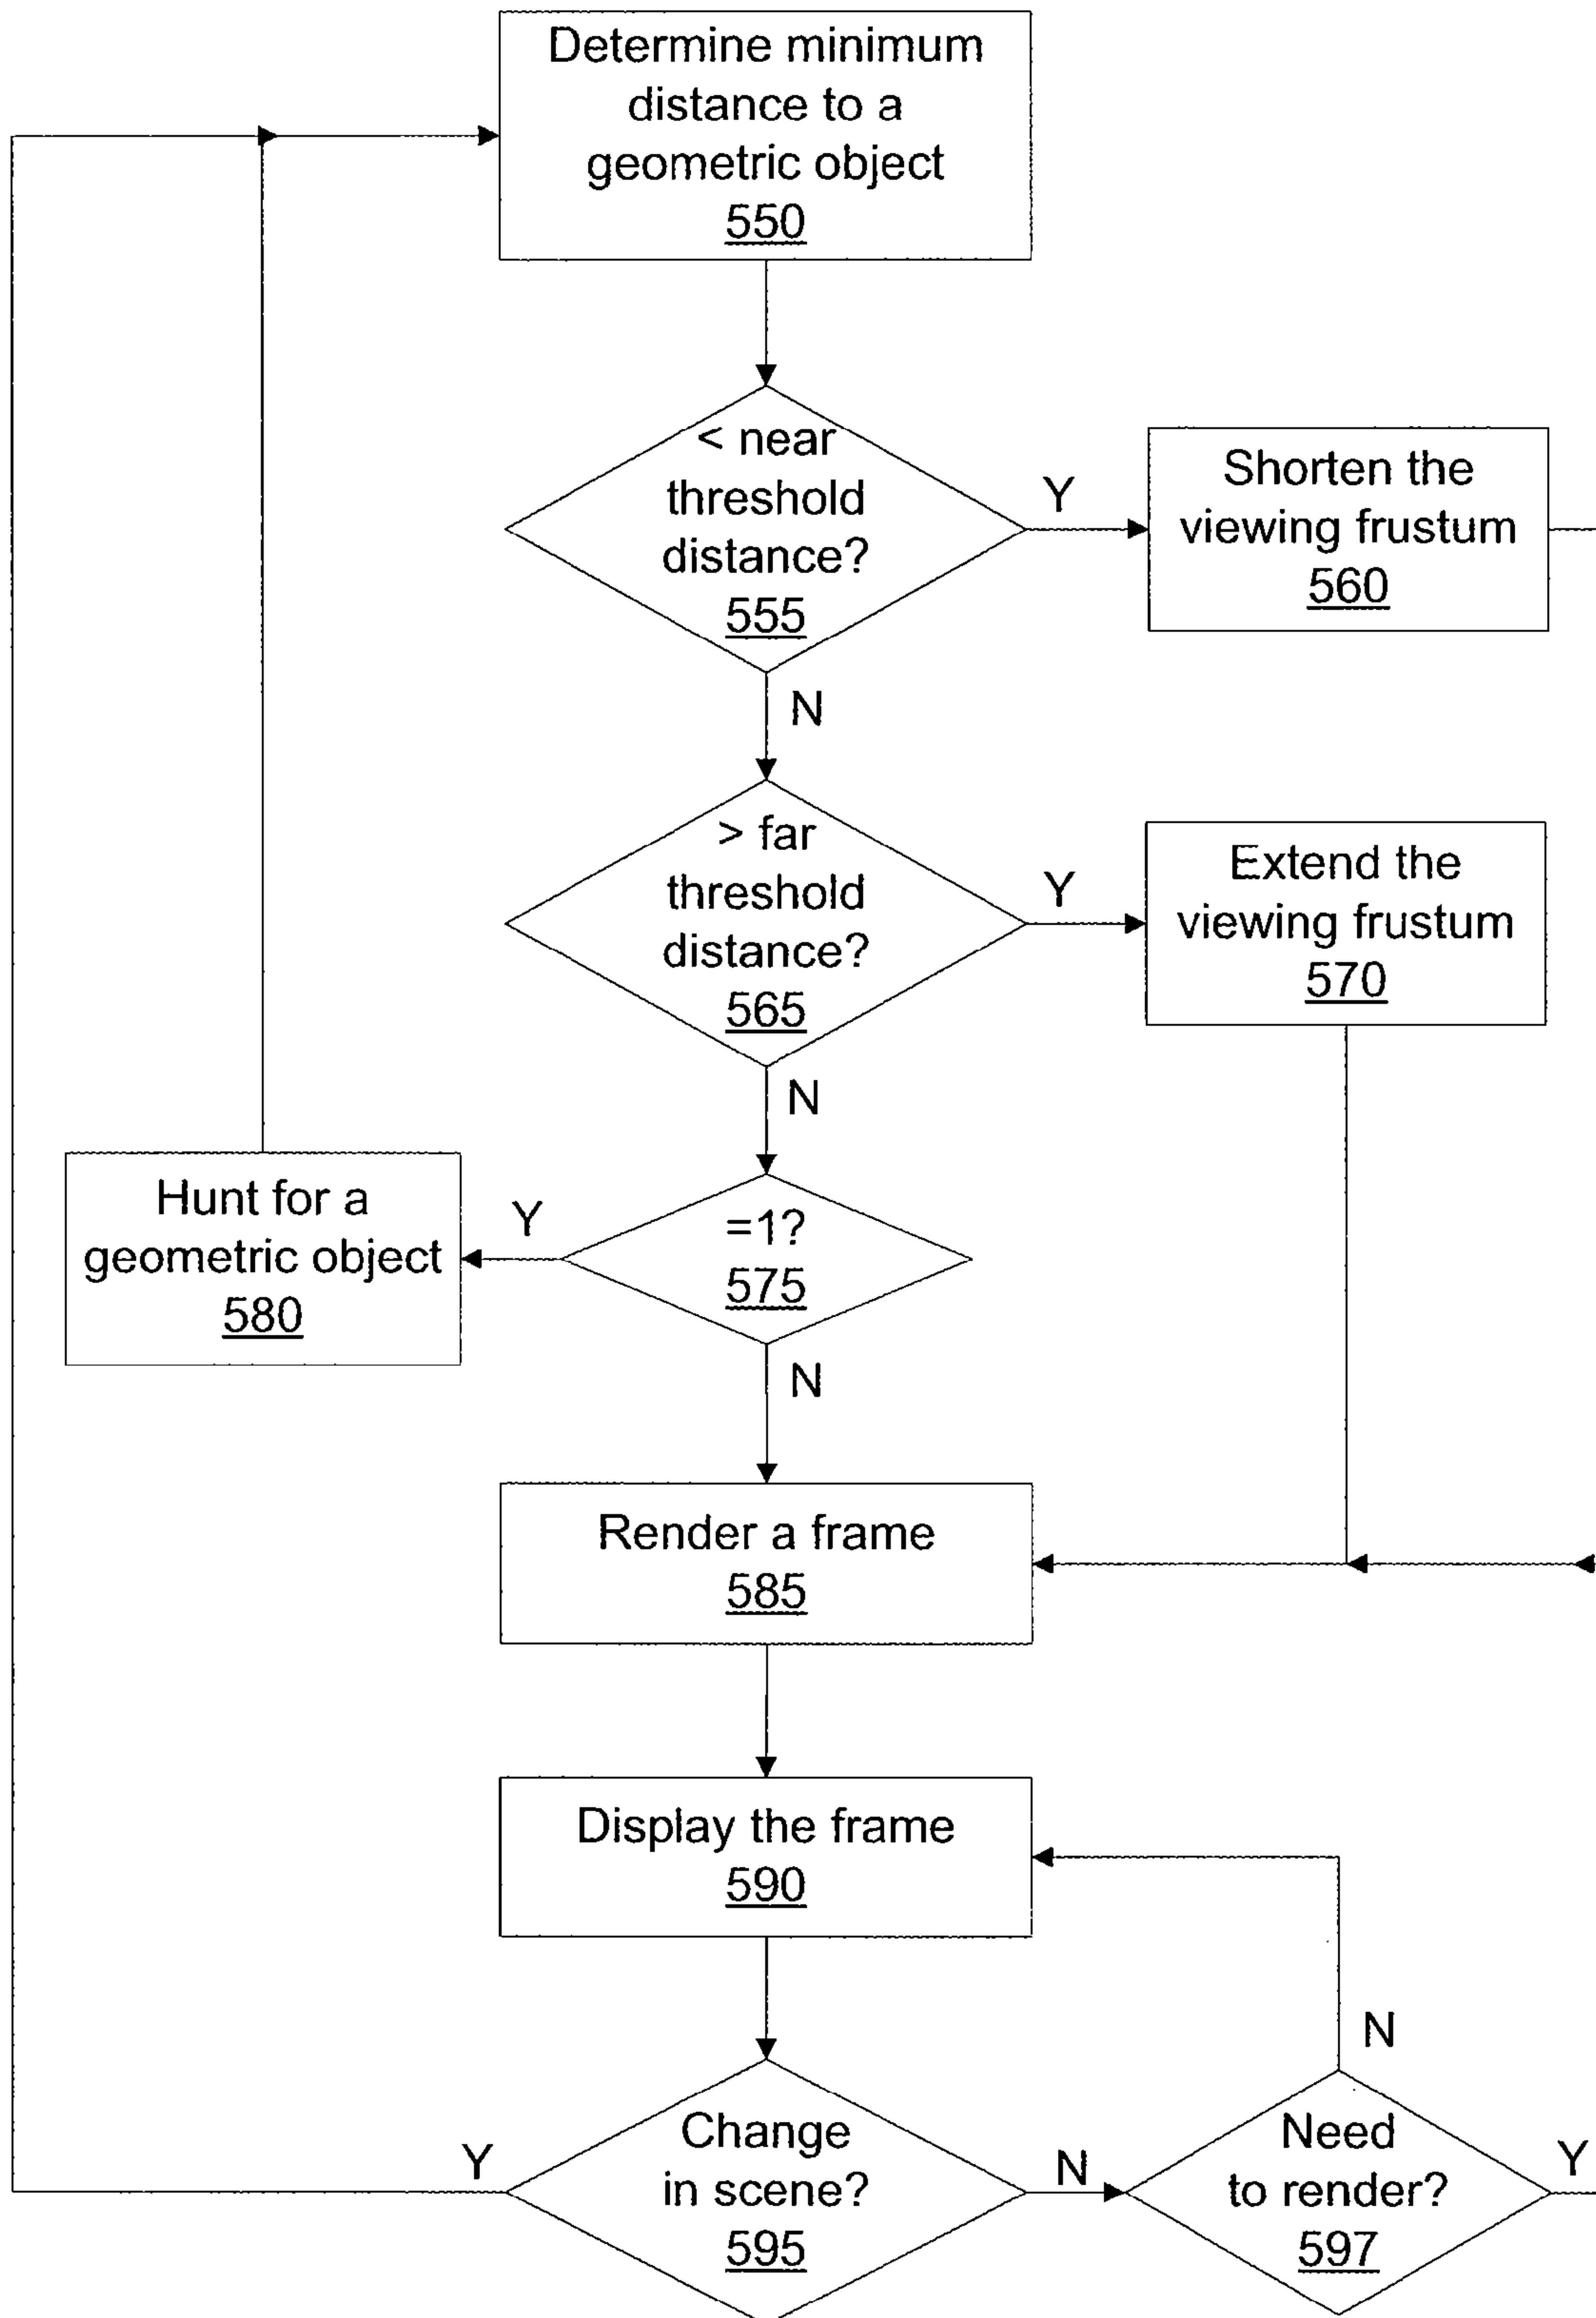 Determine minimum
distance to a
geometric object
550
< near
threshold
distance?
555
Y
Shorten the
viewing frustum
560
N
> far
threshold
distance?
565
Y
Extend the
viewing frustum
570
N
Hunt for a
geometric object
580
Y
=1?
575
N
Render a frame
585
Display the frame
590
N
Y
Change
in scene?
595
N
Need
to render?
597
Y